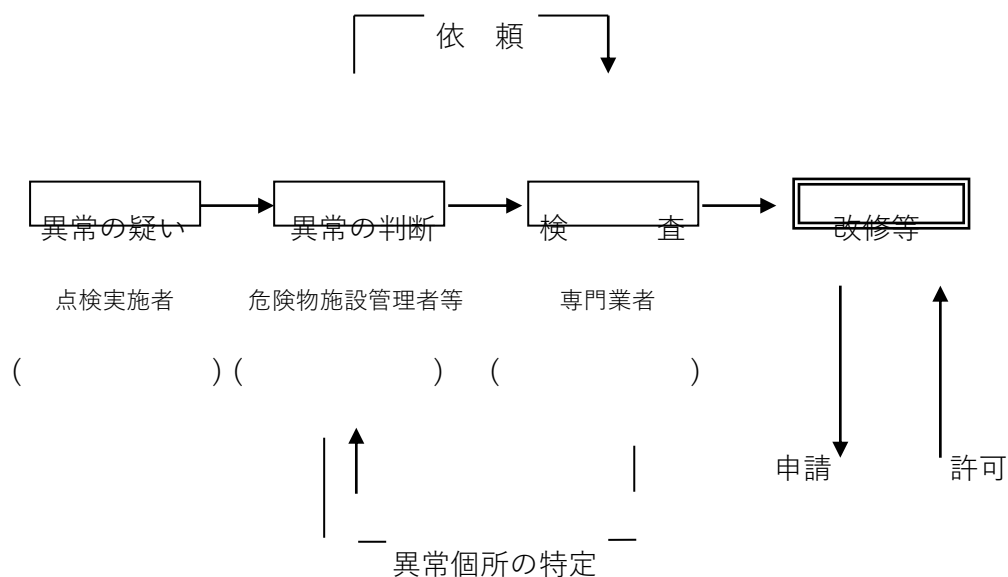 依　頼
異常の疑い
異常の判断
検　　査
改修等
点検実施者
危険物施設管理者等
専門業者
(　　　　　　) (　　　　　　) (　　　　　　)
申請
許可
異常個所の特定